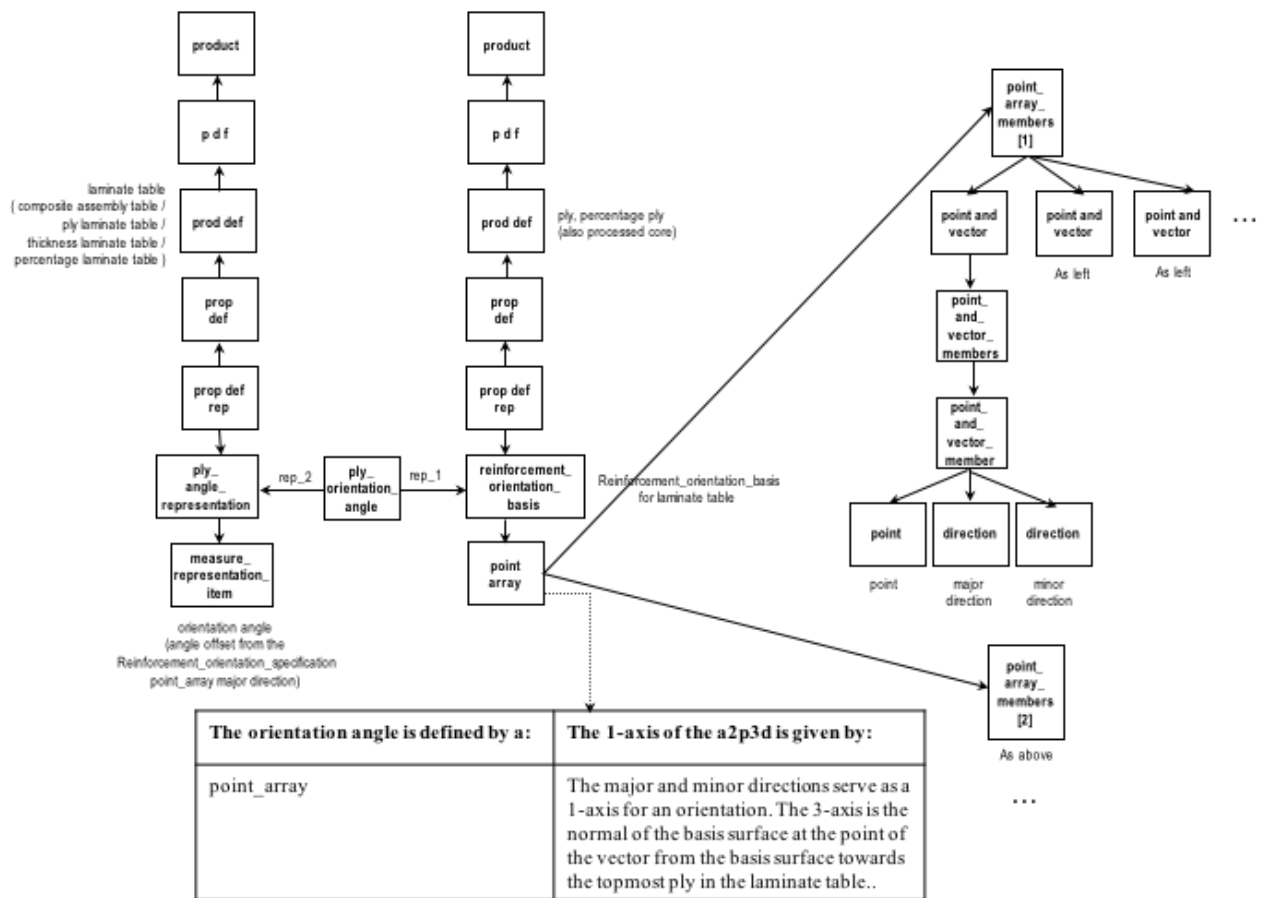 product
p d f
laminate table
( composite assembly table /
ply laminate table /
thickness laminate table /
percentage laminate table )
prod def
prop
def
prop def
rep
ply_
angle_
representation
measure_
representation_
item
orientation angle
(angle offset from the
Reinforcement_orientation_specification
point_array major direction)
rep_2
ply_
orientation_
angle
rep_1
product
p d f
prod def
ply, percentage ply
(also processed core)
prop
def
prop def
rep
reinforcement_
orientation_
basis
point
array
Reinforcement_orientation_basis
for laminate table
point_
array_
members
[1]
point and
vector
point and
vector
As left
point and
vector
As left
...
point_
and_
vector_
members
point_
and_
vector_
member
point
direction
direction
point
major
direction
minor
direction
point_
array_
members
[2]
As above
...
The orientation angle is defined by a:
The 1-axis of the a2p3d is given by:
point_array
The major and minor directions serve as a
1-axis for an orientation. The 3-axis is the
normal of the basis surface at the point of
the vector from the basis surface towards
the topmost ply in the laminate table..